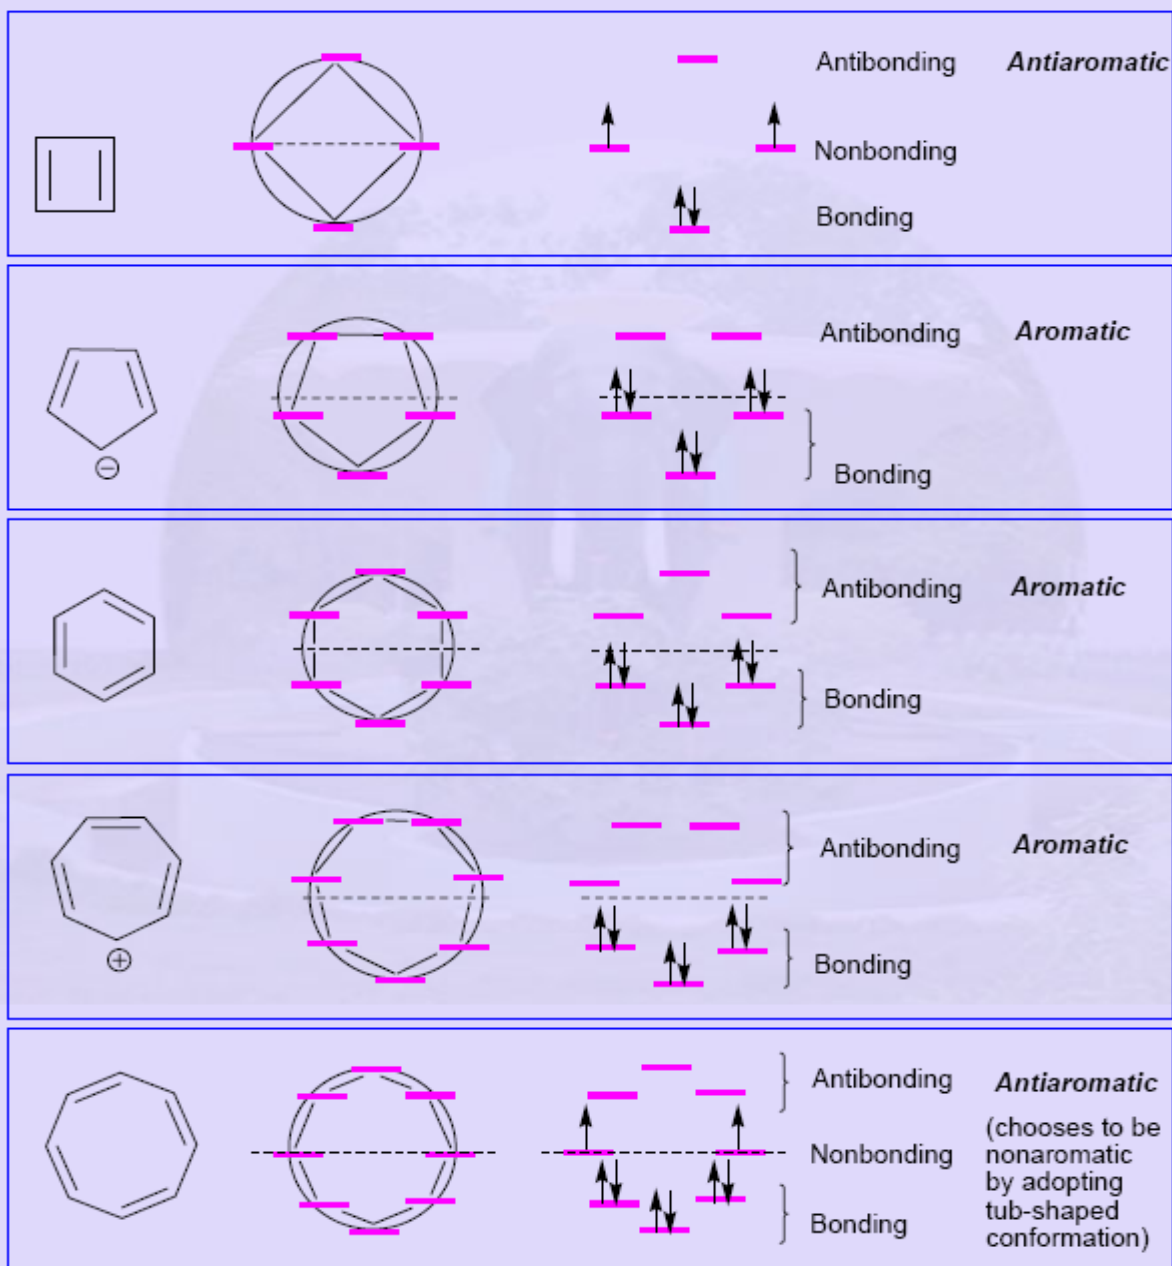 Antibonding Antiaromatic
Nonbonding
Bonding
Antibonding Aromatic
Bonding
⊖
Antibonding Aromatic
Bonding
Antibonding Aromatic
Bonding
⊕
Antibonding Antiaromatic
(chooses to be
Nonbonding nonaromatic
by adopting
tub-shaped
Bonding conformation)